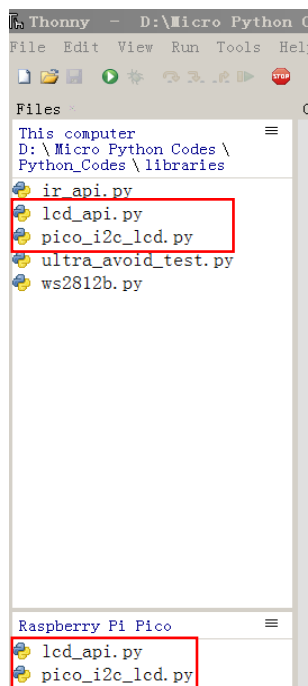 Thonny - D:\Micro Python
File Edit View Run Tools
STOP
Files
This computer
D: \ Micro Python Codes \
Python_Codes \ libraries
ir_api.py
lcd_api.py
pico_i2c_lcd.py
ultra_avoid_test.py
ws2812b.py
Raspberry Pi Pico
lcd_api.py
pico_i2c_lcd.py